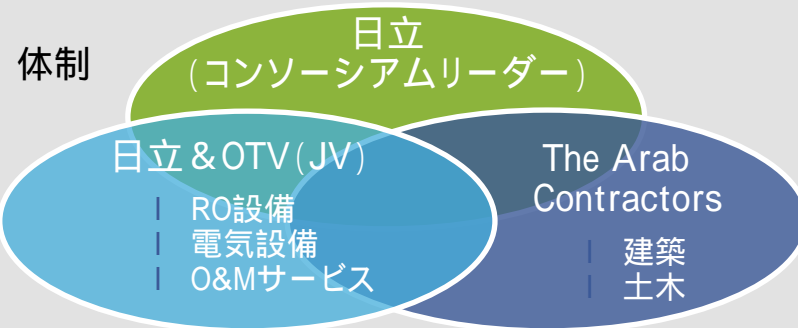 体制
日立
(コンソーシアムリーダー)
日立&OTV(JV)
l RO設備
l 電気設備
l O&Mサービス
The Arab
Contractors
l 建築
l 土木